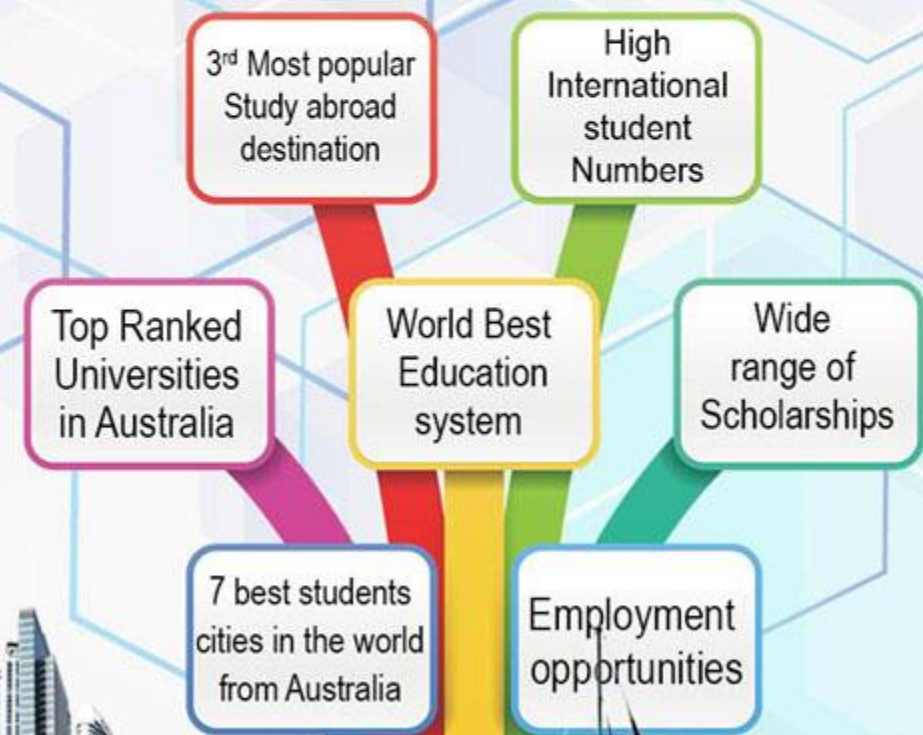 3rd Most popular
Study abroad
destination
High
International
student
Numbers
Top Ranked
Universities
in Australia
World Best
Education
system
Wide
range of
Scholarships
7 best students
cities in the world
from Australia
Employment
opportunities